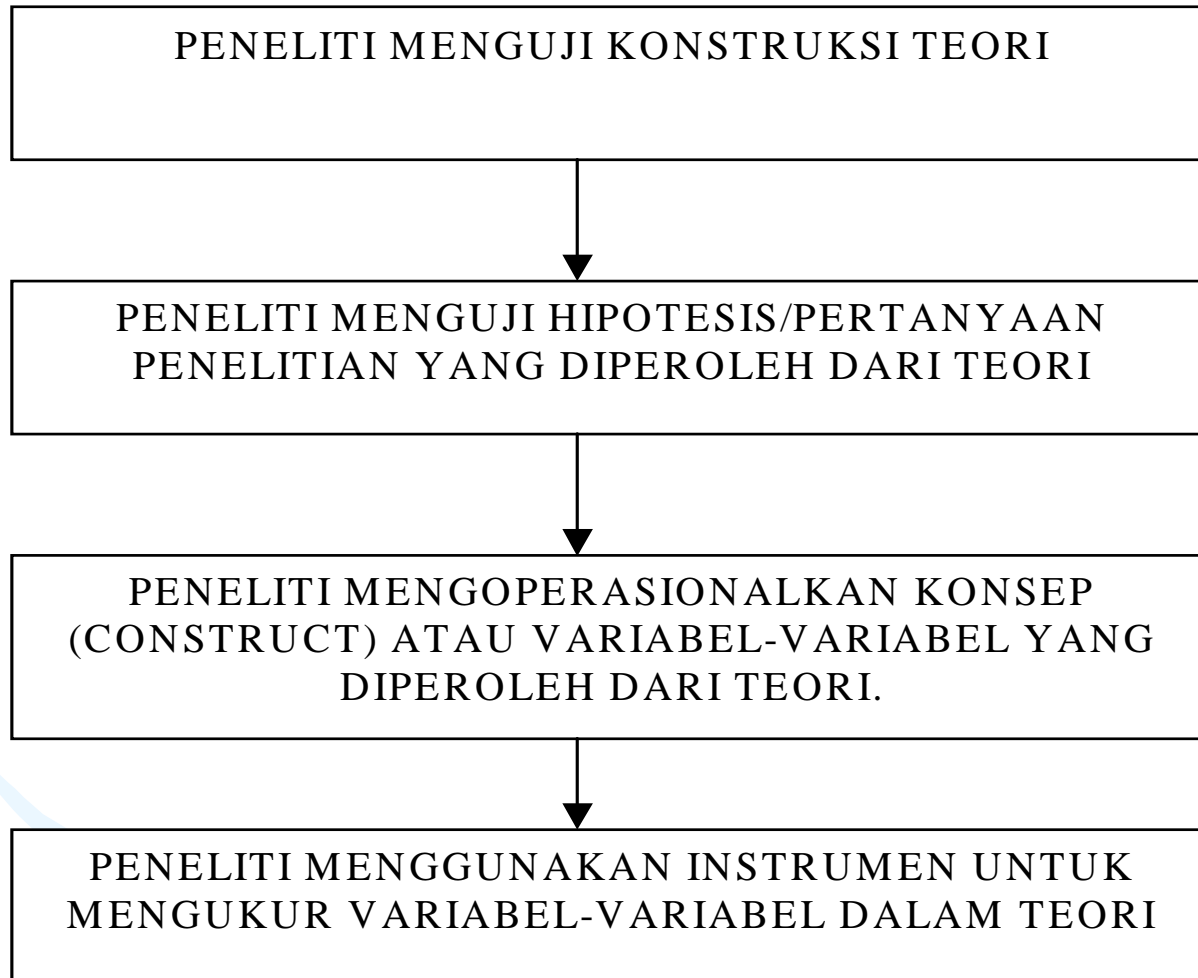 PENELITI MENGUJI KONSTRUKSI TEORI
PENELITI MENGUJI HIPOTESIS/PERTANYAAN
PENELITIAN YANG DIPEROLEH DARI TEORI
PENELITI MENGOPERASIONALKAN KONSEP
(CONSTRUCT) ATAU VARIABEL-VARIABEL YANG
DIPEROLEH DARI TEORI.
PENELITI MENGGUNAKAN INSTRUMEN UNTUK
MENGUKUR VARIABEL-VARIABEL DALAM TEORI